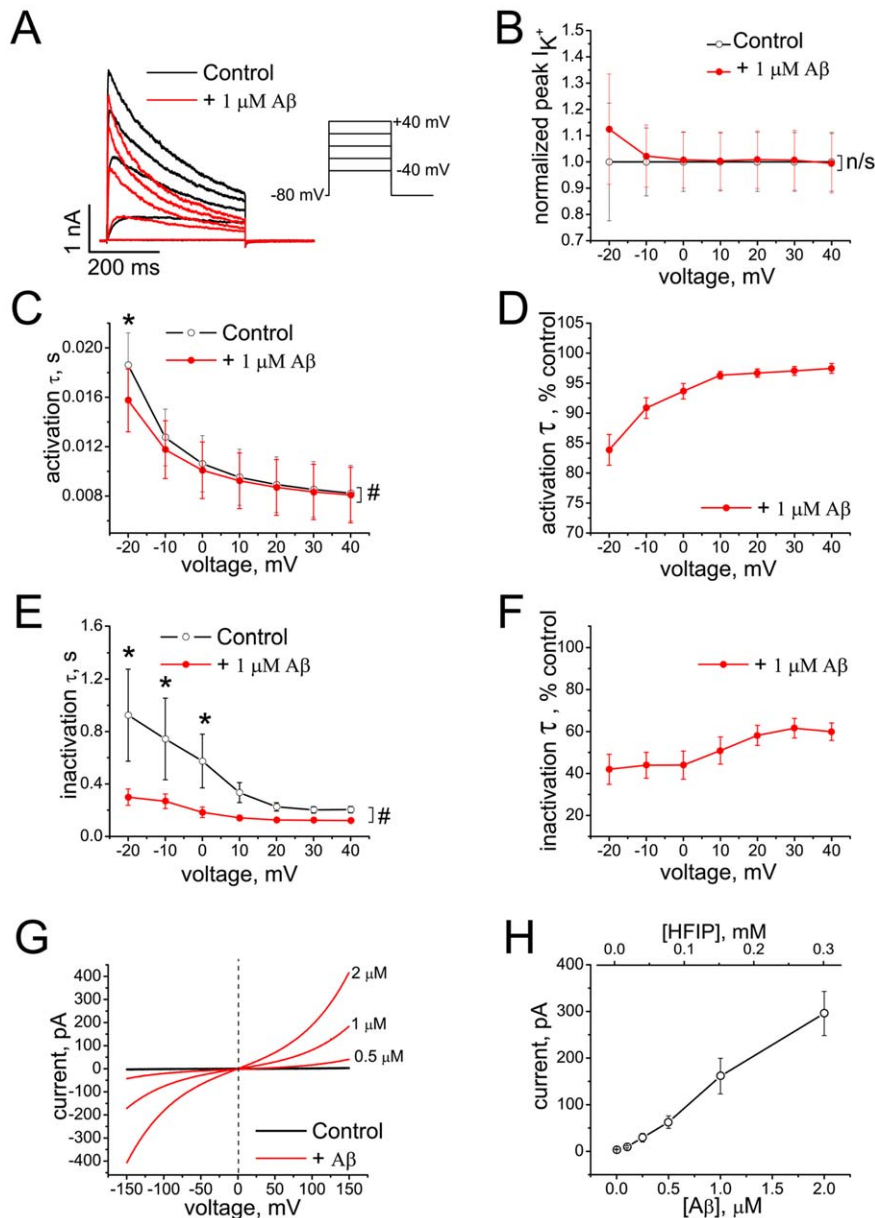 A
Control
+ 1 μM Aβ
+40 mV
-40 mV
-80 mV
1 nA
200 ms
B
Control
+ 1 μM Aβ
normalized peak I_K+
1.5
1.4
1.3
1.2
1.1
1.0
0.9
0.8
0.7
n/s
-20 -10 0 10 20 30 40
voltage, mV
C
*
Control
+ 1 μM Aβ
activation τ, s
0.020
0.016
0.012
0.008
#
-20 -10 0 10 20 30 40
voltage, mV
D
activation τ , % control
105
100
95
90
85
80
75
70
+ 1 μM Aβ
-20 -10 0 10 20 30 40
voltage, mV
E
Control
+ 1 μM Aβ
* * *
inactivation τ, s
1.6
1.2
0.8
0.4
0.0
#
-20 -10 0 10 20 30 40
voltage, mV
F
inactivation τ , % control
100
80
60
40
20
+ 1 μM Aβ
-20 -10 0 10 20 30 40
voltage, mV
G
current, pA
400
300
200
100
0
-100
-200
-300
-400
2 μM
1 μM
0.5 μM
Control
+ Aβ
-150 -100 -50 0 50 100 150
voltage, mV
H
[HFIP], mM
0.0 0.1 0.2 0.3
current, pA
400
300
200
100
0
0.0 0.5 1.0 1.5 2.0
[Aβ], μM